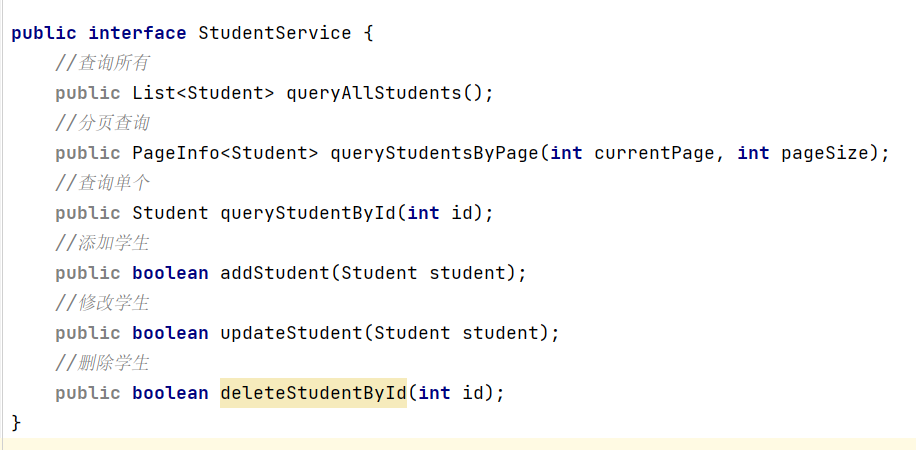 public interface StudentService {
    //查询所有
    public List<Student> queryAllStudents();
    //分页查询
    public PageInfo<Student> queryStudentsByPage(int currentPage, int pageSize);
    //查询单个
    public Student queryStudentById(int id);
    //添加学生
    public boolean addStudent(Student student);
    //修改学生
    public boolean updateStudent(Student student);
    //删除学生
    public boolean deleteStudentById(int id);
}